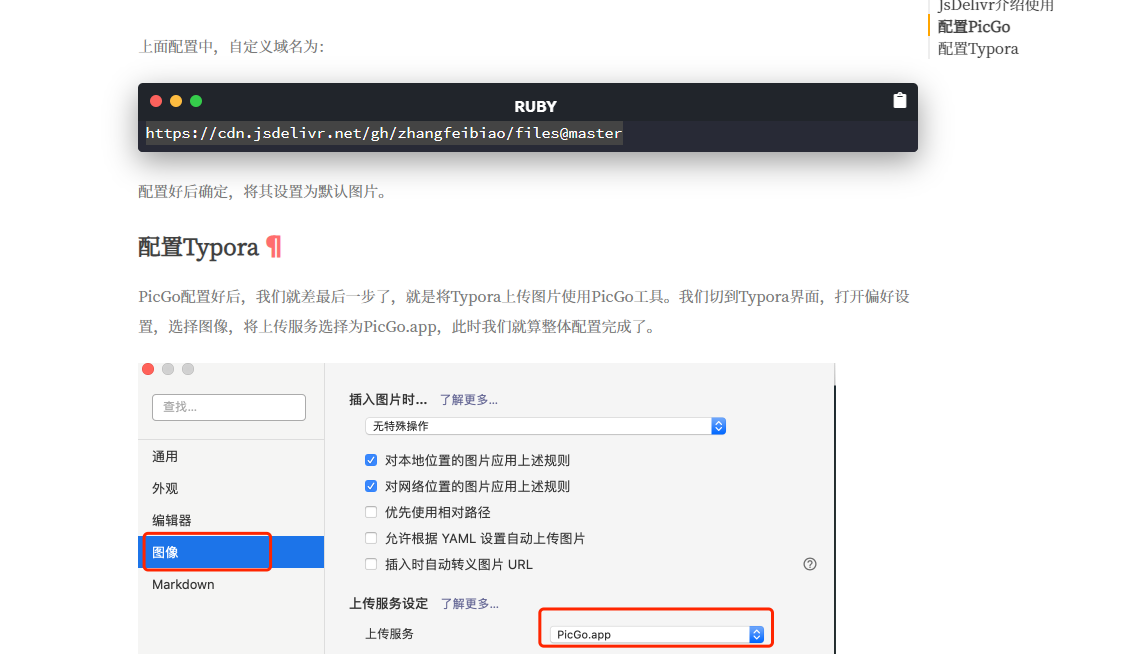 JsDelivr介绍使用
配置PicGo
配置Typora
上面配置中，自定义域名为：
RUBY
https://cdn.jsdelivr.net/gh/zhangfeibiao/files@master
配置好后确定，将其设置为默认图片。
配置Typora ¶
PicGo配置好后，我们就差最后一步了，就是将Typora上传图片使用PicGo工具。我们切到Typora界面，打开偏好设
置，选择图像，将上传服务选择为PicGo.app，此时我们就算整体配置完成了。
查找...
通用
外观
编辑器
图像
Markdown
插入图片时... 了解更多...
无特殊操作
对本地位置的图片应用上述规则
对网络位置的图片应用上述规则
优先使用相对路径
允许根据 YAML 设置自动上传图片
插入时自动转义图片 URL
上传服务设定 了解更多...
上传服务 PicGo.app